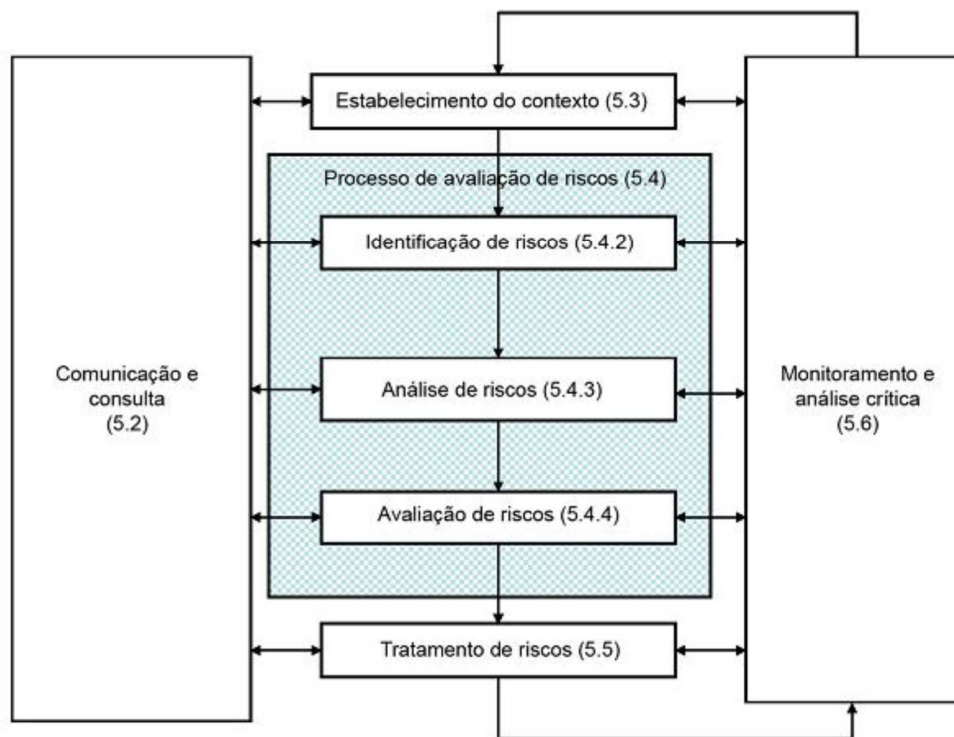 Estabelecimento do contexto (5.3)
Processo de avaliação de riscos (5.4)
Identificação de riscos (5.4.2)
Análise de riscos (5.4.3)
Avaliação de riscos (5.4.4)
Tratamento de riscos (5.5)
Comunicação e
consulta
(5.2)
Monitoramento e
análise crítica
(5.6)